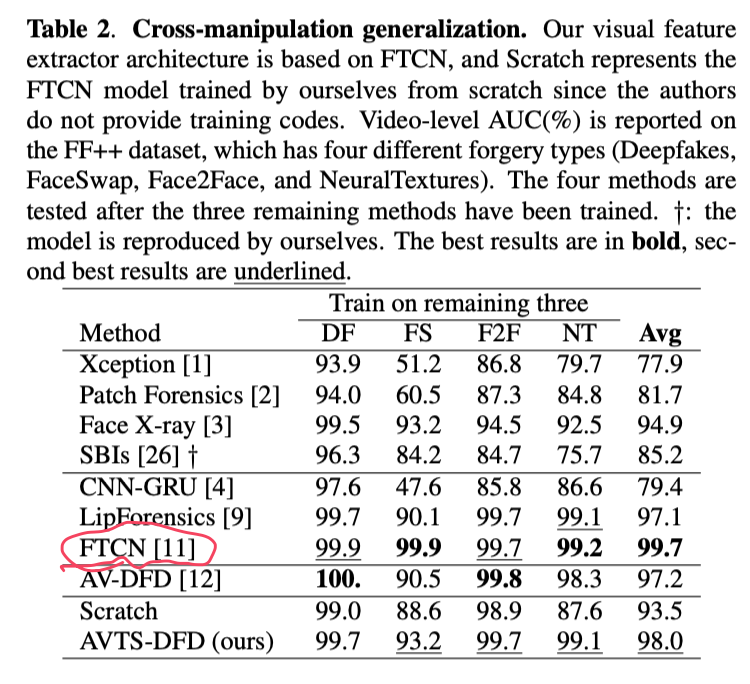 Table 2. Cross-manipulation generalization. Our visual feature
extractor architecture is based on FTCN, and Scratch represents the
FTCN model trained by ourselves from scratch since the authors
do not provide training codes. Video-level AUC(%) is reported on
the FF++ dataset, which has four different forgery types (Deepfakes,
FaceSwap, Face2Face, and NeuralTextures). The four methods are
tested after the three remaining methods have been trained. †: the
model is reproduced by ourselves. The best results are in bold, sec-
ond best results are underlined.
Train on remaining three
Method DF FS F2F NT Avg
Xception [1] 93.9 51.2 86.8 79.7 77.9
Patch Forensics [2] 94.0 60.5 87.3 84.8 81.7
Face X-ray [3] 99.5 93.2 94.5 92.5 94.9
SBIs [26] † 96.3 84.2 84.7 75.7 85.2
CNN-GRU [4] 97.6 47.6 85.8 86.6 79.4
LipForensics [9] 99.7 90.1 99.7 99.1 97.1
FTCN [11] 99.9 99.9 99.7 99.2 99.7
AV-DFD [12] 100. 90.5 99.8 98.3 97.2
Scratch 99.0 88.6 98.9 87.6 93.5
AVTS-DFD (ours) 99.7 93.2 99.7 99.1 98.0